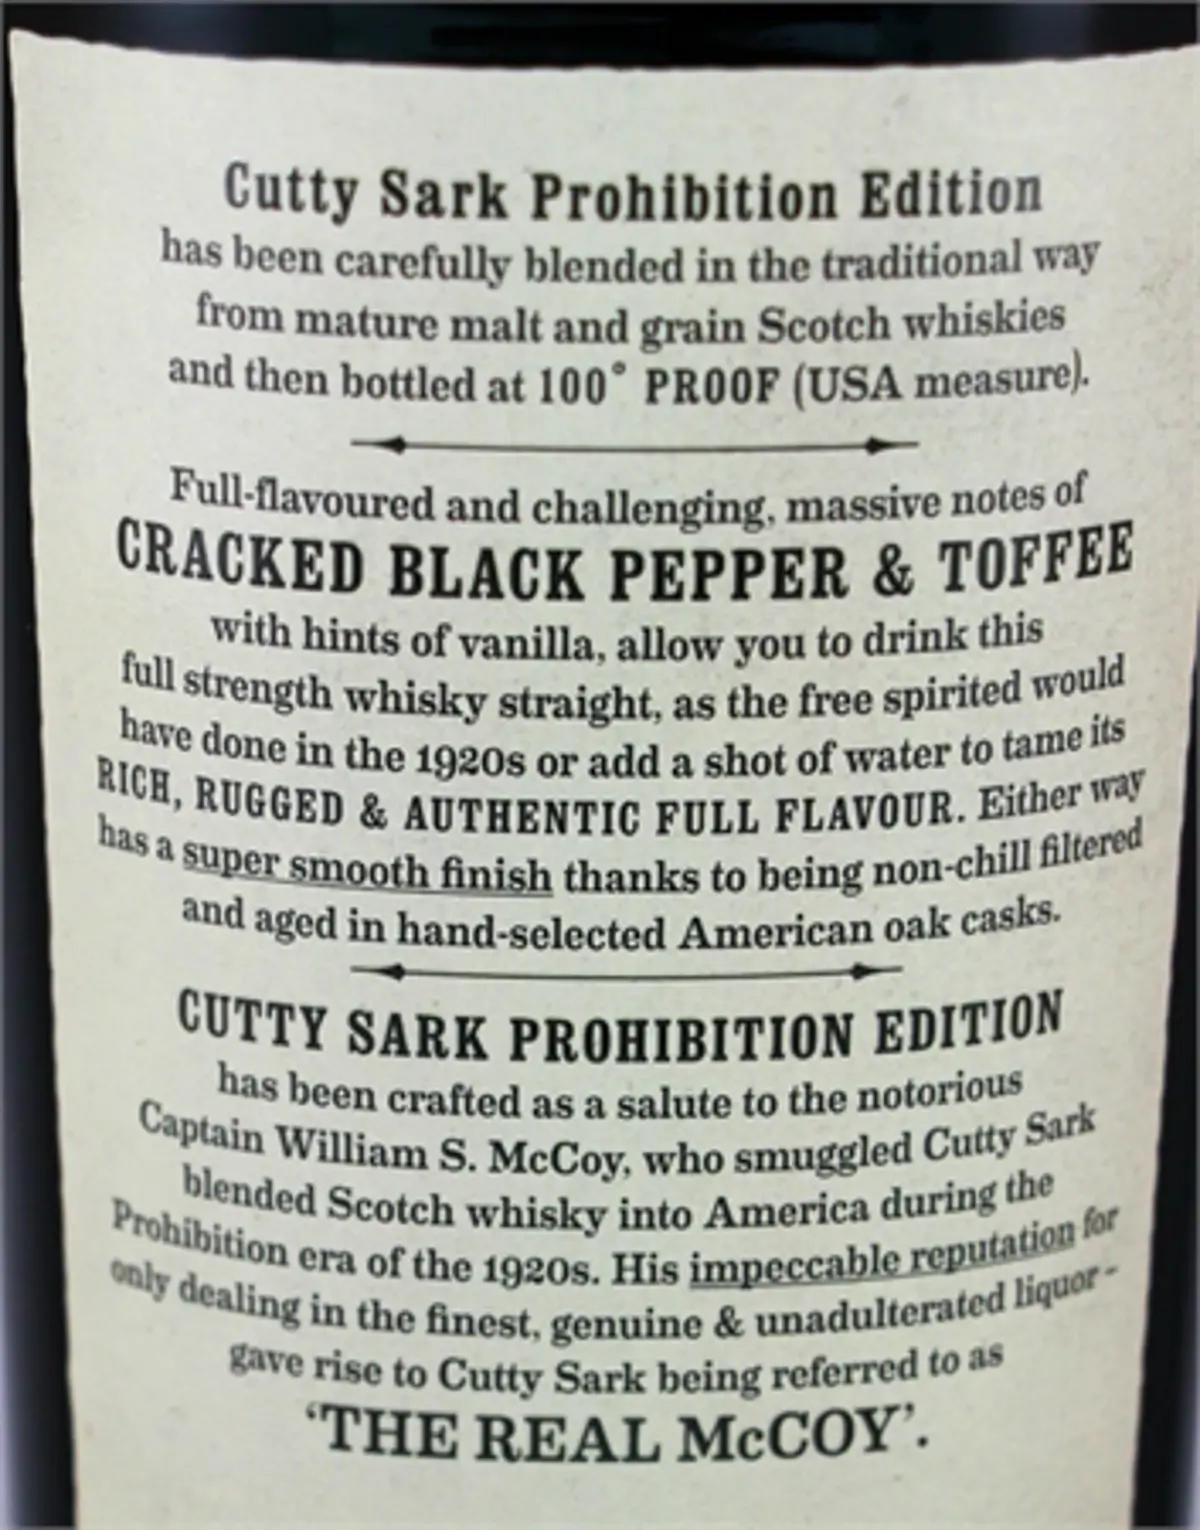 Cutty Sark Prohibition Edition
has been carefully blended in the traditional way
from mature malt and grain Scotch whiskies
and then bottled at 100° PROOF (USA measure).
Full-flavoured and challenging, massive notes of
CRACKED BLACK PEPPER & TOFFEE
with hints of vanilla, allow you to drink this
full strength whisky straight, as the free spirited would
have done in the 1920s or add a shot of water to tame its
RICH, RUGGED & AUTHENTIC FULL FLAVOUR. Either way
has a super smooth finish thanks to being non-chill filtered
and aged in hand-selected American oak casks.
CUTTY SARK PROHIBITION EDITION
has been crafted as a salute to the notorious
Captain William S. McCoy, who smuggled Cutty Sark
blended Scotch whisky into America during the
Prohibition era of the 1920s. His impeccable reputation for
only dealing in the finest, genuine & unadulterated liquor -
gave rise to Cutty Sark being referred to as
‘THE REAL McCOY’.